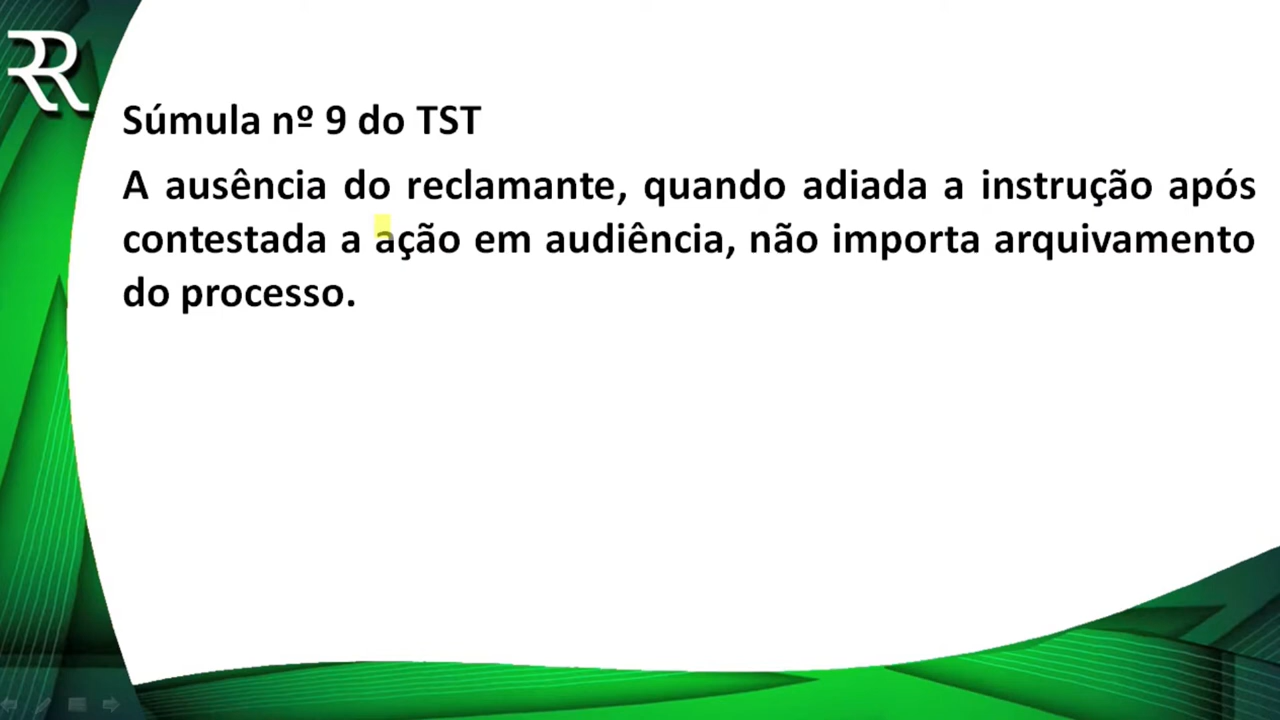 RR
Súmula nº 9 do TST
A ausência do reclamante, quando adiada a instrução após
contestada a ação em audiência, não importa arquivamento
do processo.